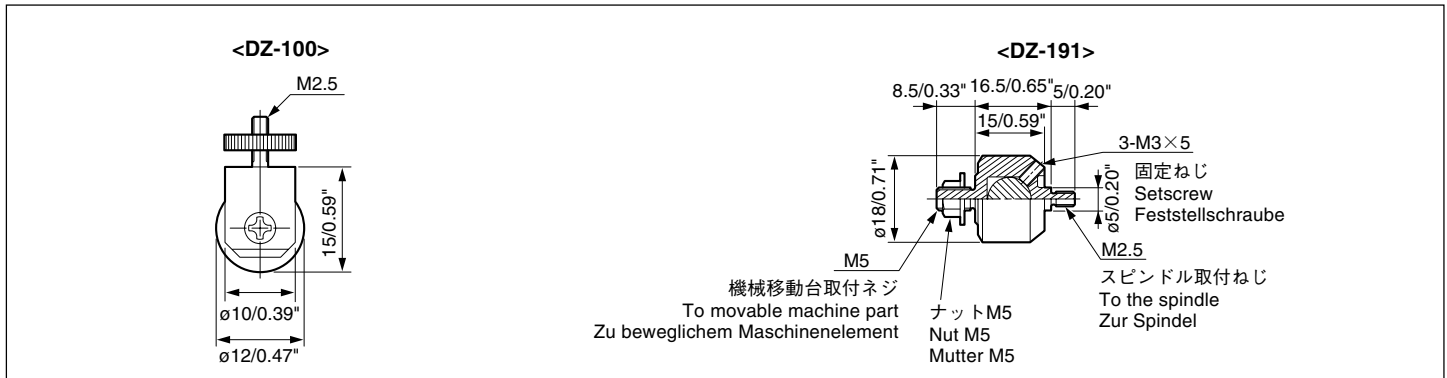 <DZ-100>
M2.5
15/0.59"
ø10/0.39"
ø12/0.47"
<DZ-191>
8.5/0.33" 16.5/0.65" 5/0.20"
15/0.59"
3-M3×5
固定ねじ
Setscrew
Feststellschraube
ø18/0.71"
ø5/0.20"
M5
機械移動台取付ネジ
To movable machine part
Zu beweglichem Maschinenelement
ナットM5
Nut M5
Mutter M5
M2.5
スピンドル取付ねじ
To the spindle
Zur Spindel